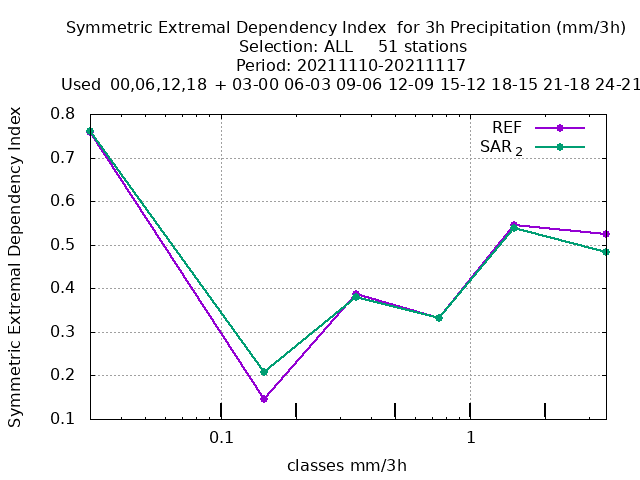 Symmetric Extremal Dependency Index  for 3h Precipitation (mm/3h)
Selection: ALL     51 stations
Period: 20211110-20211117
Used  00,06,12,18  + 03-00 06-03 09-06 12-09 15-12 18-15 21-18 24-21
Symmetric Extremal Dependency Index
0.8
0.7
0.6
0.5
0.4
0.3
0.2
0.1
REF
SAR 2
0.1 1
classes mm/3h